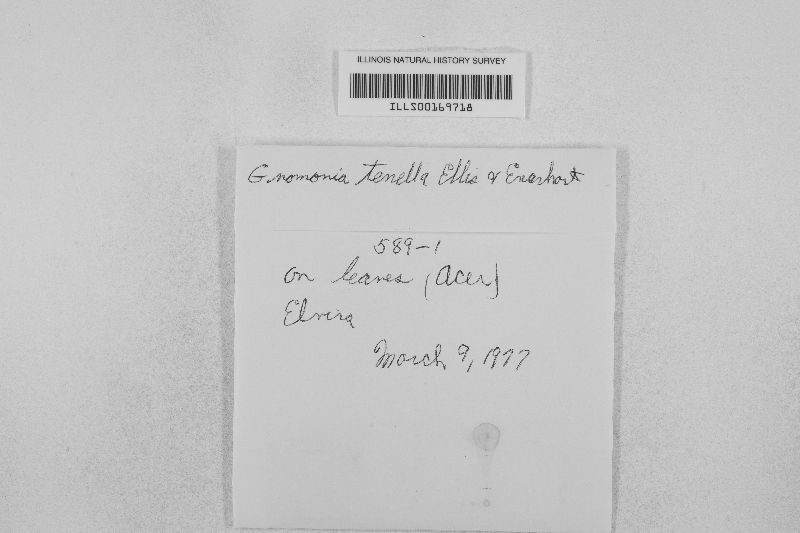 ILLINOIS NATURAL HISTORY SURVEY
ILLS00169718
Gnomonia tenella Ellis & Everhart
589-1
on leaves (Acer)
Elvira
March 9, 1977